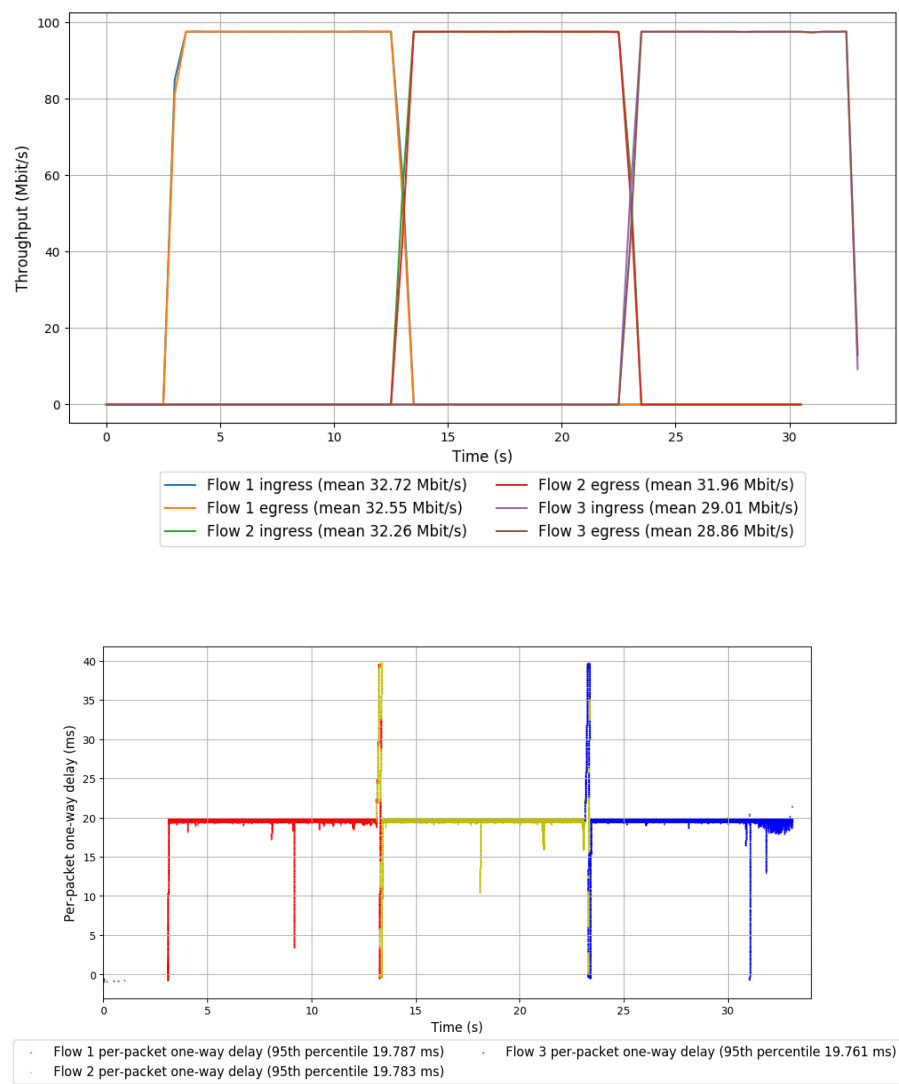 100
80
60
40
20
0
Throughput (Mbit/s)
0 5 10 15 20 25 30
Time (s)
Flow 1 ingress (mean 32.72 Mbit/s)
Flow 1 egress (mean 32.55 Mbit/s)
Flow 2 ingress (mean 32.26 Mbit/s)
Flow 2 egress (mean 31.96 Mbit/s)
Flow 3 ingress (mean 29.01 Mbit/s)
Flow 3 egress (mean 28.86 Mbit/s)
40
35
30
25
20
15
10
5
0
Per-packet one-way delay (ms)
0 5 10 15 20 25 30
Time (s)
Flow 1 per-packet one-way delay (95th percentile 19.787 ms)
Flow 2 per-packet one-way delay (95th percentile 19.783 ms)
Flow 3 per-packet one-way delay (95th percentile 19.761 ms)